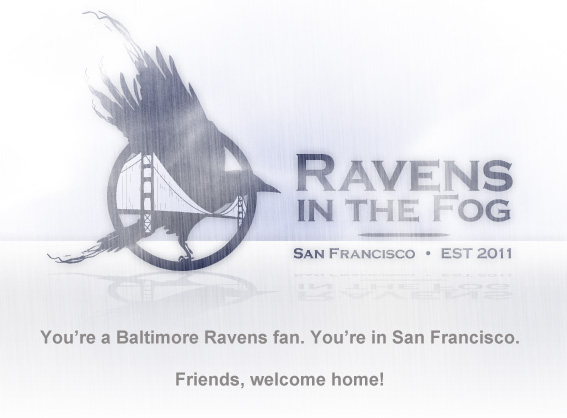 RAVENS
IN THE FOG
SAN FRANCISCO • EST 2011
You're a Baltimore Ravens fan. You're in San Francisco.
Friends, welcome home!